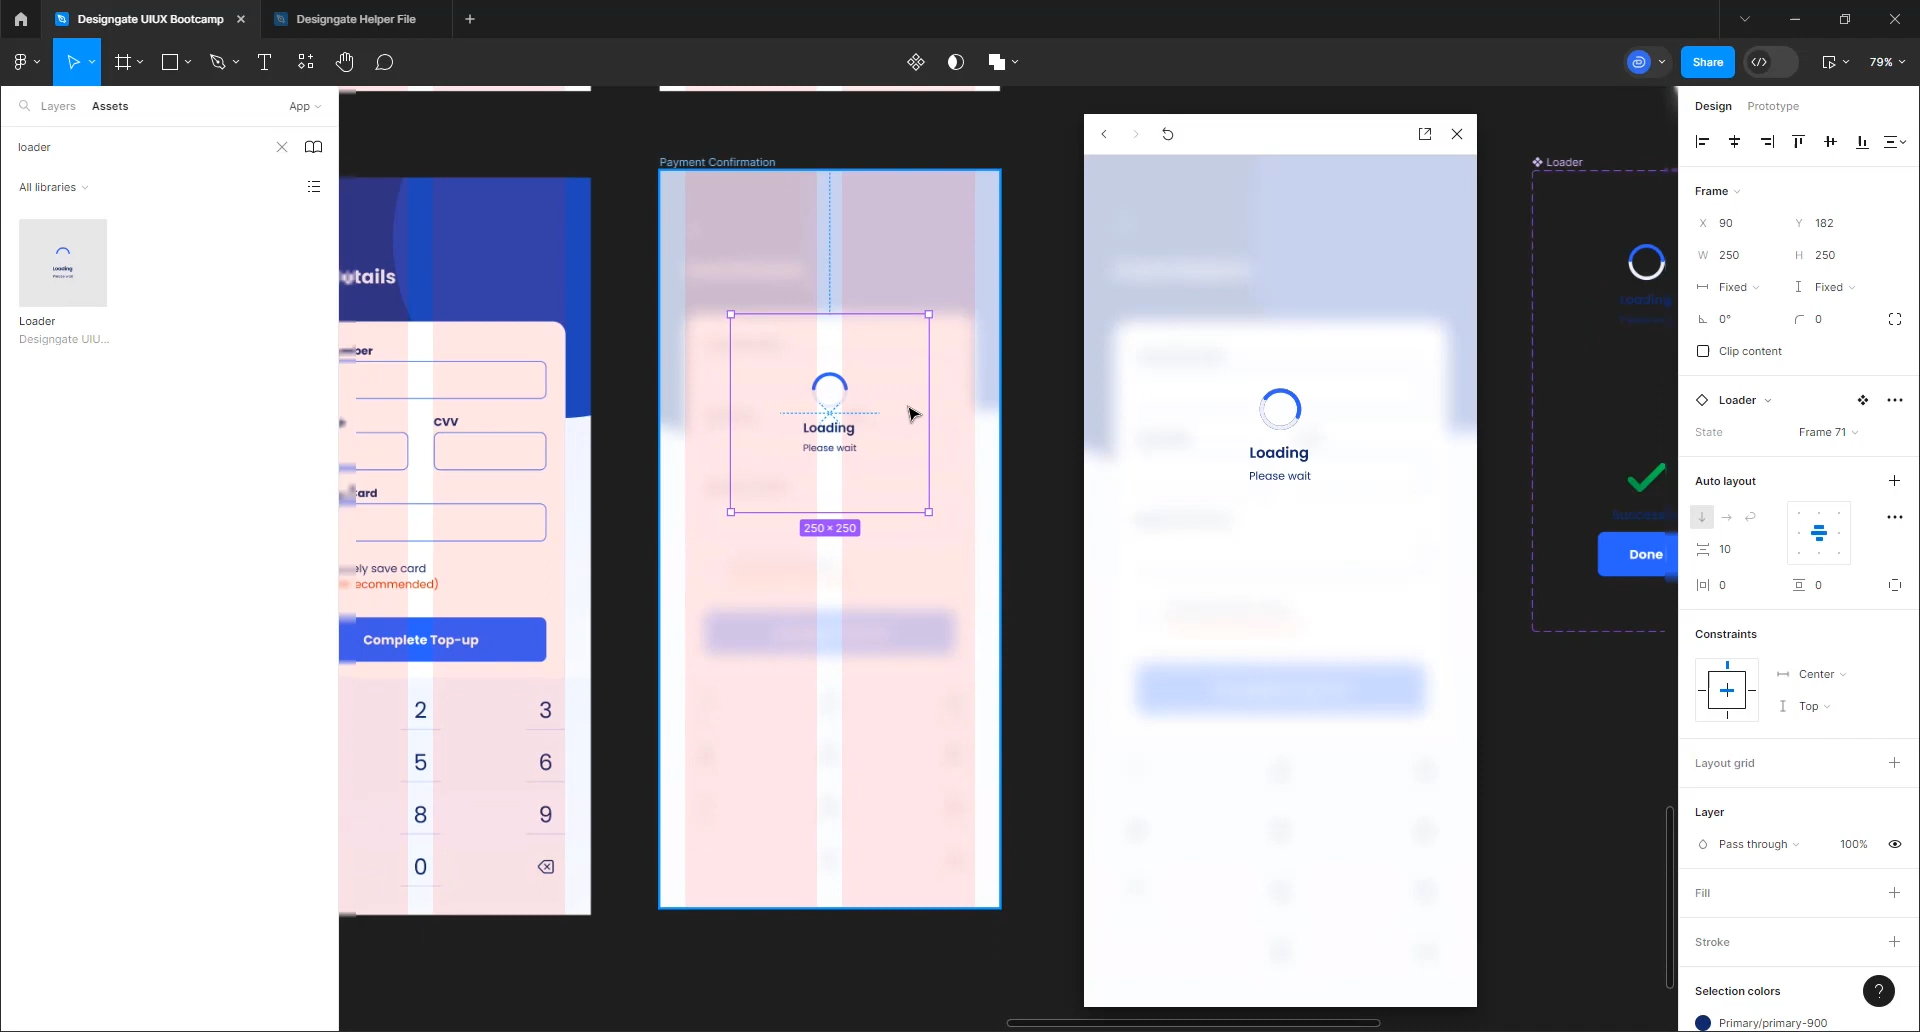 Designgate UIUX Bootcamp
Designgate Helper File
Share
79%
Layers
Assets
App
loader
All libraries
Loader
Designgate UIU...
CVV
ely save card
ecommended)
Complete Top-up
2
3
5
6
8
9
0
Payment Confirmation
Loading
Please wait
250 × 250
Loading
Please wait
Loader
Loading
Done
Design
Prototype
Frame
X
90
Y
182
W
250
H
250
Fixed
Fixed
0°
0
Clip content
Loader
State
Frame 71
Auto layout
10
0
0
Constraints
Center
Top
Layout grid
Layer
Pass through
100%
Fill
Stroke
Selection colors
?
Primary/primary-900